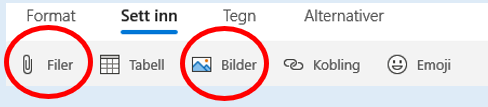 Format Sett inn Tegn Alternativer
Filer Tabell Bilder Kobling Emoji